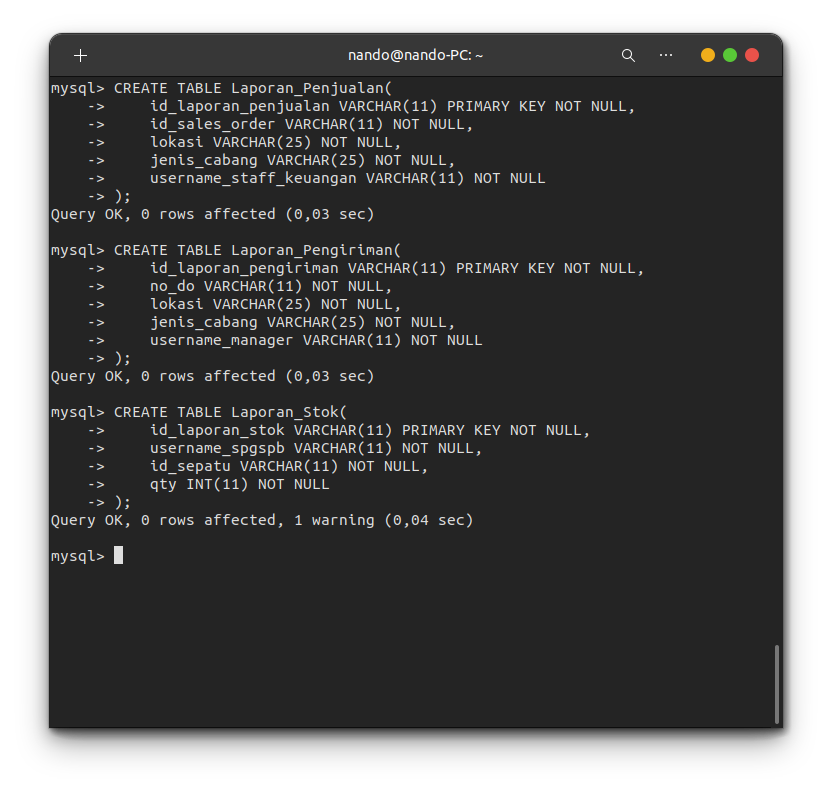 nando@nando-PC: ~
mysql> CREATE TABLE Laporan_Penjualan(
    ->     id_laporan_penjualan VARCHAR(11) PRIMARY KEY NOT NULL,
    ->     id_sales_order VARCHAR(11) NOT NULL,
    ->     lokasi VARCHAR(25) NOT NULL,
    ->     jenis_cabang VARCHAR(25) NOT NULL,
    ->     username_staff_keuangan VARCHAR(11) NOT NULL
    -> );
Query OK, 0 rows affected (0,03 sec)
mysql> CREATE TABLE Laporan_Pengiriman(
    ->     id_laporan_pengiriman VARCHAR(11) PRIMARY KEY NOT NULL,
    ->     no_do VARCHAR(11) NOT NULL,
    ->     lokasi VARCHAR(25) NOT NULL,
    ->     jenis_cabang VARCHAR(25) NOT NULL,
    ->     username_manager VARCHAR(11) NOT NULL
    -> );
Query OK, 0 rows affected (0,03 sec)
mysql> CREATE TABLE Laporan_Stok(
    ->     id_laporan_stok VARCHAR(11) PRIMARY KEY NOT NULL,
    ->     username_spgspb VARCHAR(11) NOT NULL,
    ->     id_sepatu VARCHAR(11) NOT NULL,
    ->     qty INT(11) NOT NULL
    -> );
Query OK, 0 rows affected, 1 warning (0,04 sec)
mysql>